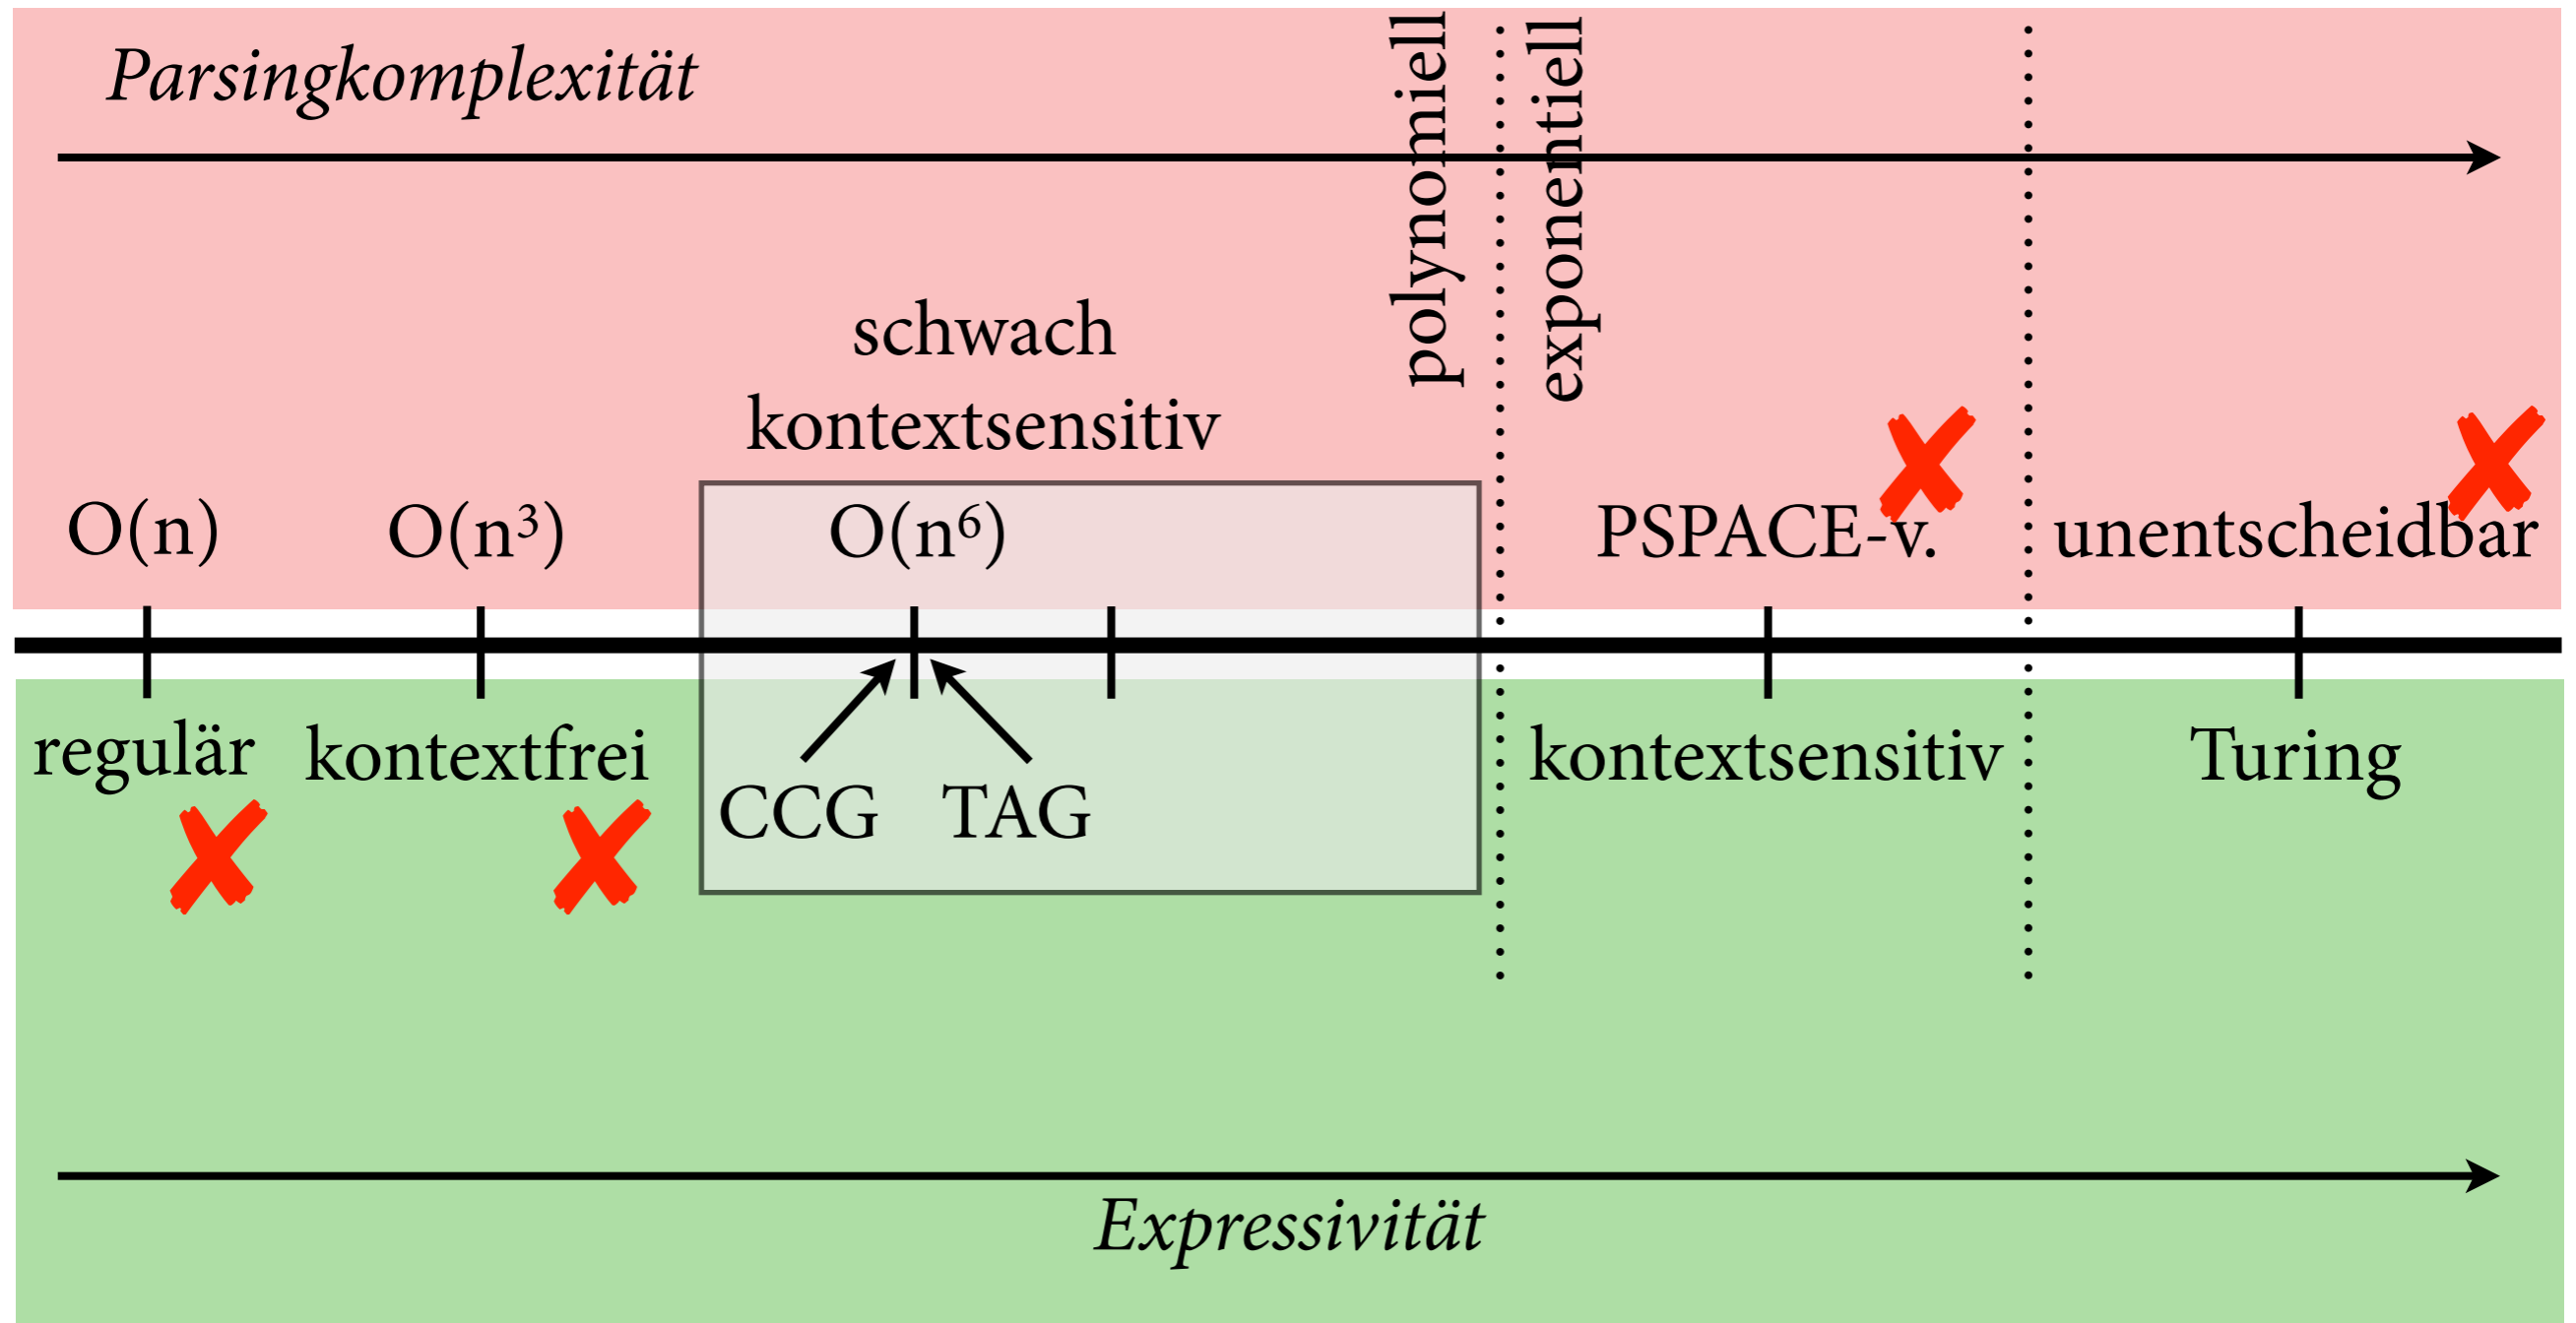 Parsingkomplexität
polynomiell
exponentiell
schwach
kontextsensitiv
O(n)
O(n³)
O(n⁶)
PSPACE-v.
unentscheidbar
regulär
kontextfrei
CCG
TAG
kontextsensitiv
Turing
Expressivität